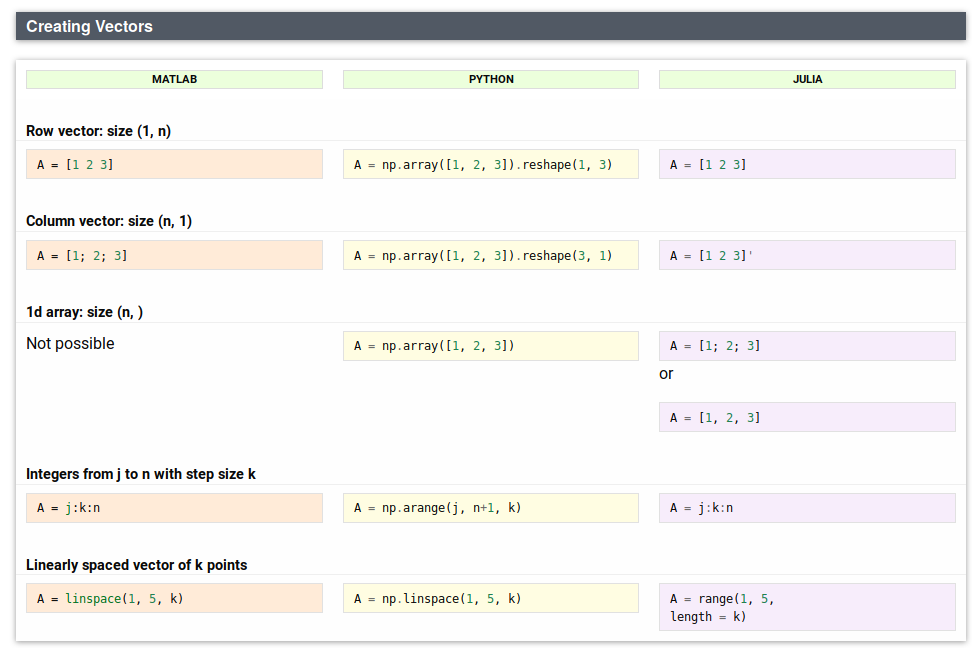 Creating Vectors
MATLAB
PYTHON
JULIA
Row vector: size (1, n)
A = [1 2 3]
A = np.array([1, 2, 3]).reshape(1, 3)
A = [1 2 3]
Column vector: size (n, 1)
A = [1; 2; 3]
A = np.array([1, 2, 3]).reshape(3, 1)
A = [1 2 3]'
1d array: size (n, )
Not possible
A = np.array([1, 2, 3])
A = [1; 2; 3]
or
A = [1, 2, 3]
Integers from j to n with step size k
A = j:k:n
A = np.arange(j, n+1, k)
A = j:k:n
Linearly spaced vector of k points
A = linspace(1, 5, k)
A = np.linspace(1, 5, k)
A = range(1, 5,
length = k)